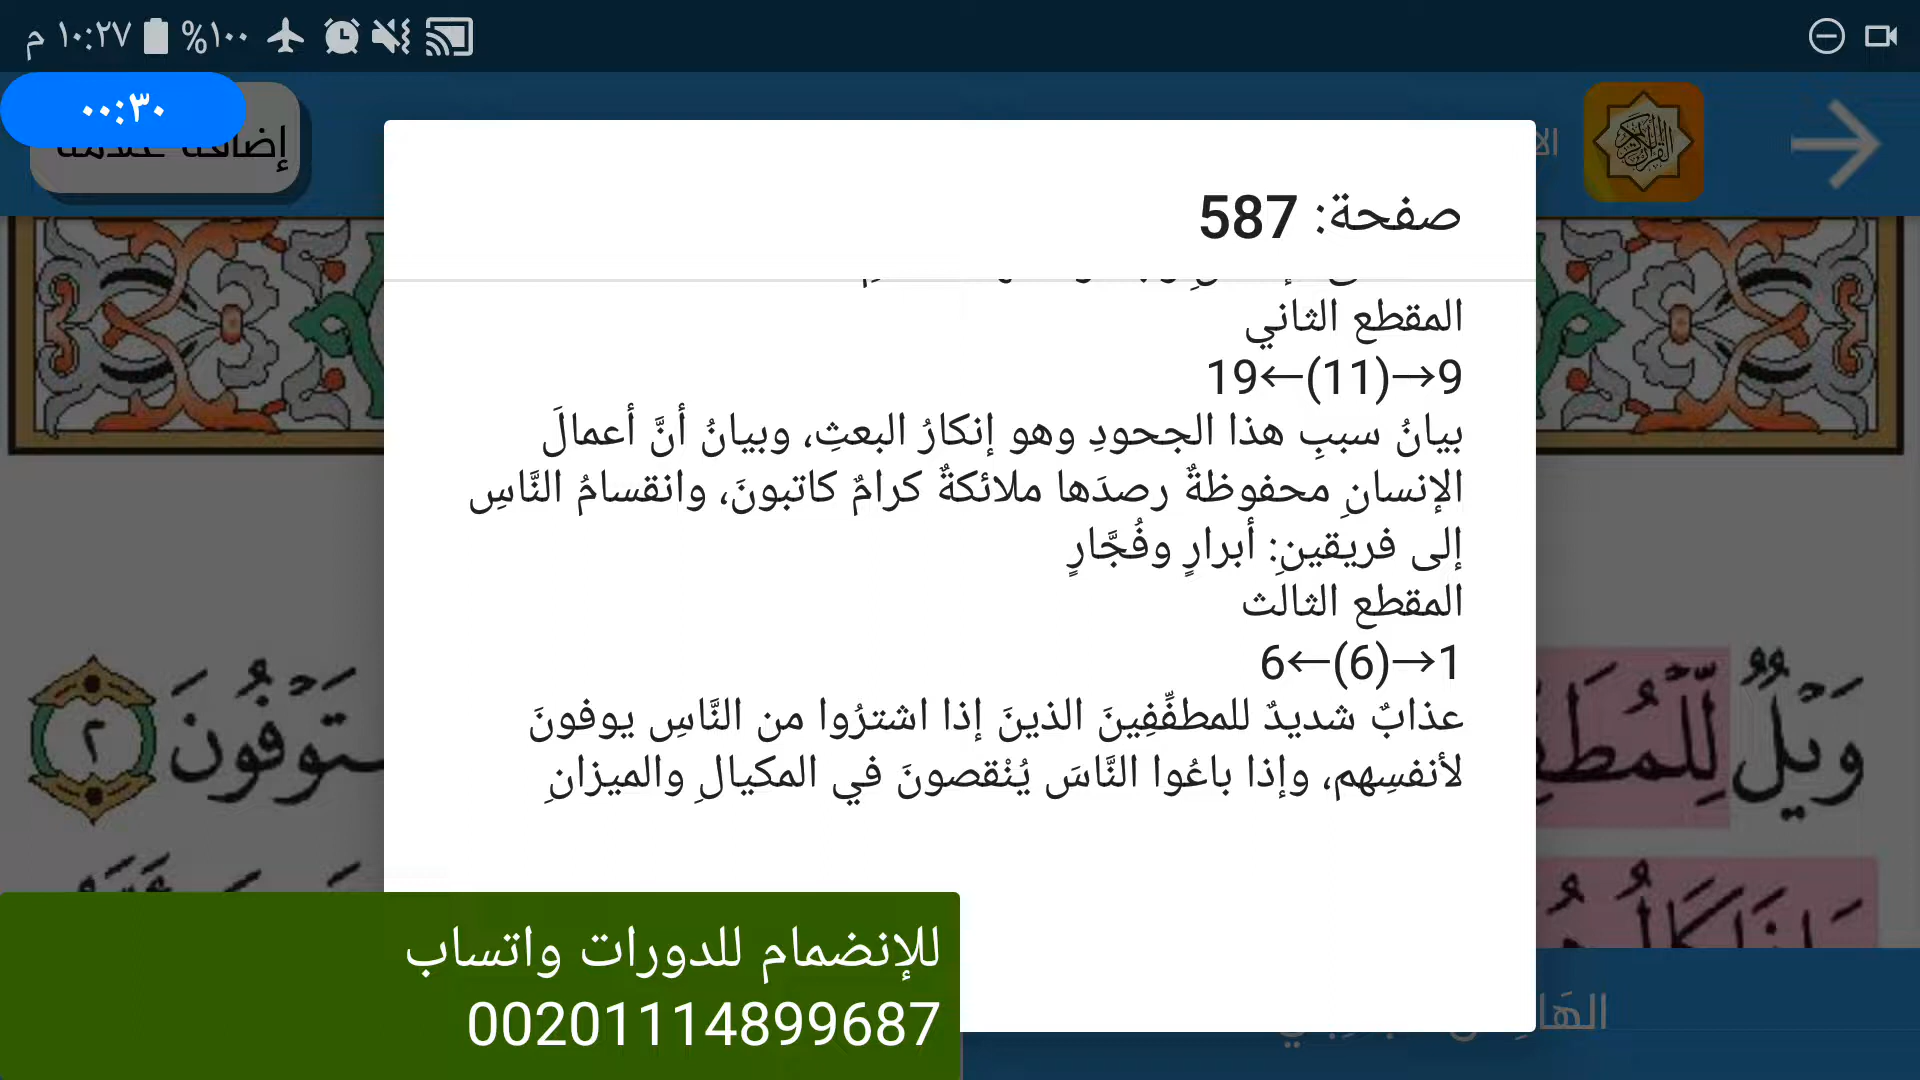 ١٠:٢٧ م
%١٠٠
٠٠:٣٠
إضافة علامة
صفحة: 587
المقطع الثاني
9→(11)←19
بيانُ سببِ هذا الجحودِ وهو إنكارُ البعثِ، وبيانُ أنَّ أعمالَ
الإنسانِ محفوظةٌ رصدَها ملائكةٌ كرامٌ كاتبونَ، وانقسامُ النَّاسِ
إلى فريقينِ: أبرارٍ وفُجَّارٍ
المقطع الثالث
1→(6)←6
عذابٌ شديدٌ للمطفِّفِينَ الذينَ إذا اشترُوا من النَّاسِ يوفونَ
لأنفسِهم، وإذا باعُوا النَّاسَ يُنْقصونَ في المكيالِ والميزانِ
وَيْلٌ
٢
للإنضمام للدورات واتساب
00201114899687